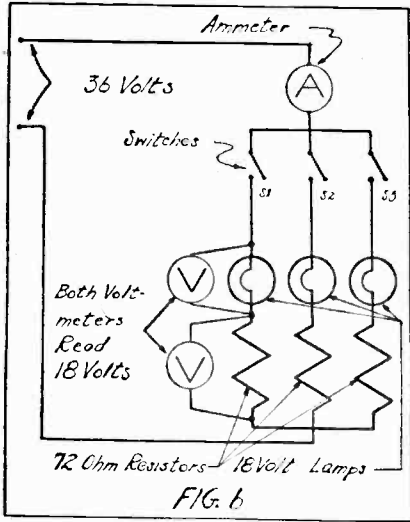 Ammeter
A
36 Volts
Switches
S1
S2
S3
V
Both Volt-
meters
Read
18 Volts
V
72 Ohm Resistors
18 Volt Lamps
FIG. 6